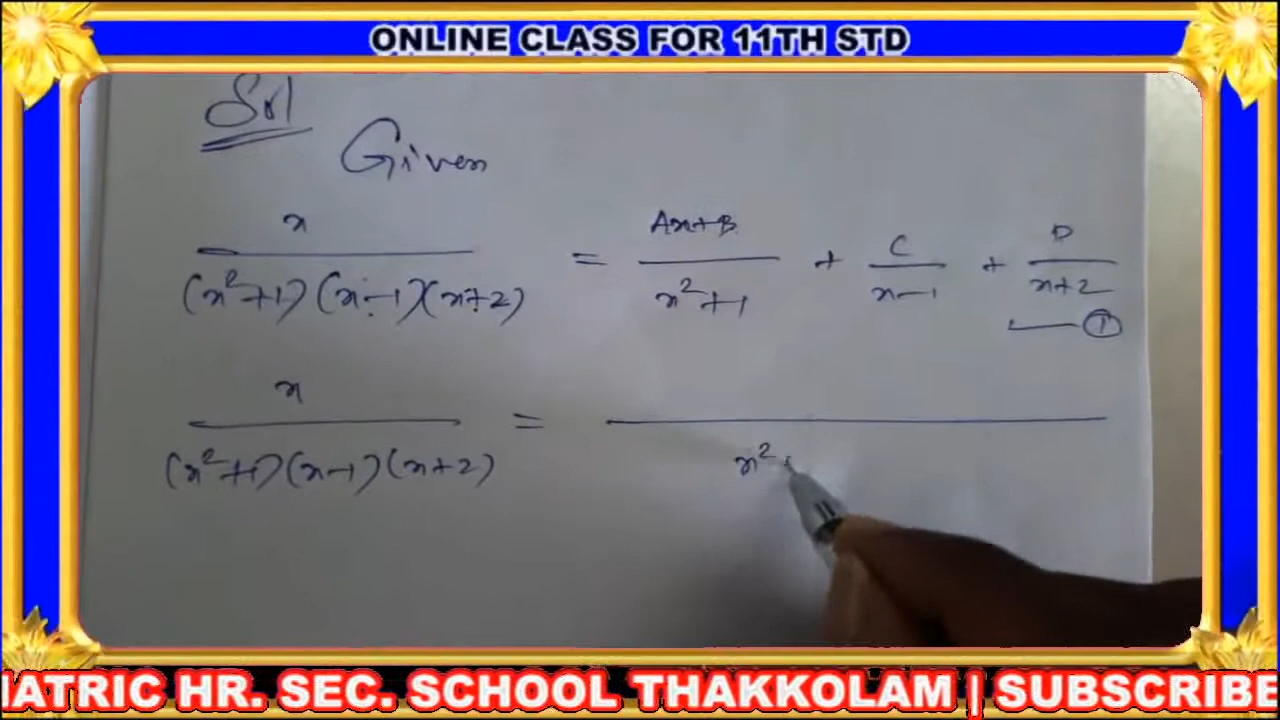 ONLINE CLASS FOR 11TH STD
Sol
Given
x / (x²+1)(x-1)(x+2) = Ax+B / x²+1 + C / x-1 + D / x+2
①
x / (x²+1)(x-1)(x+2) = / x²
IATRIC HR. SEC. SCHOOL THAKKOLAM | SUBSCRIBE